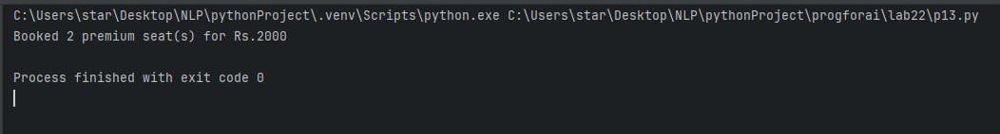 C:\Users\star\Desktop\NLP\pythonProject\.venv\Scripts\python.exe C:\Users\star\Desktop\NLP\pythonProject\progforai\lab22\p13.py
Booked 2 premium seat(s) for Rs.2000
Process finished with exit code 0